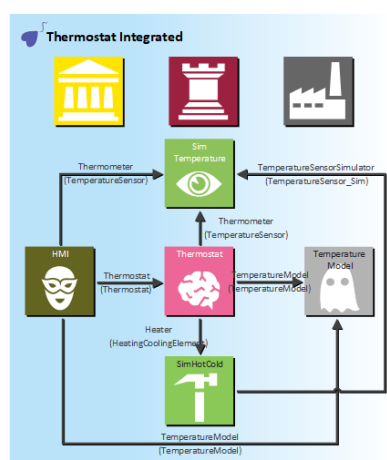 Thermostat Integrated
Sim
Temperature
Thermometer
(TemperatureSensor)
TemperatureSensorSimulator
(TemperatureSensor_Sim)
Thermometer
(TemperatureSensor)
HMI
Thermostat
Temperature
Model
Thermostat
(Thermostat)
TemperatureModel
(TemperatureModel)
Heater
(HeatingCoolingElement)
SimHotCold
TemperatureModel
(TemperatureModel)